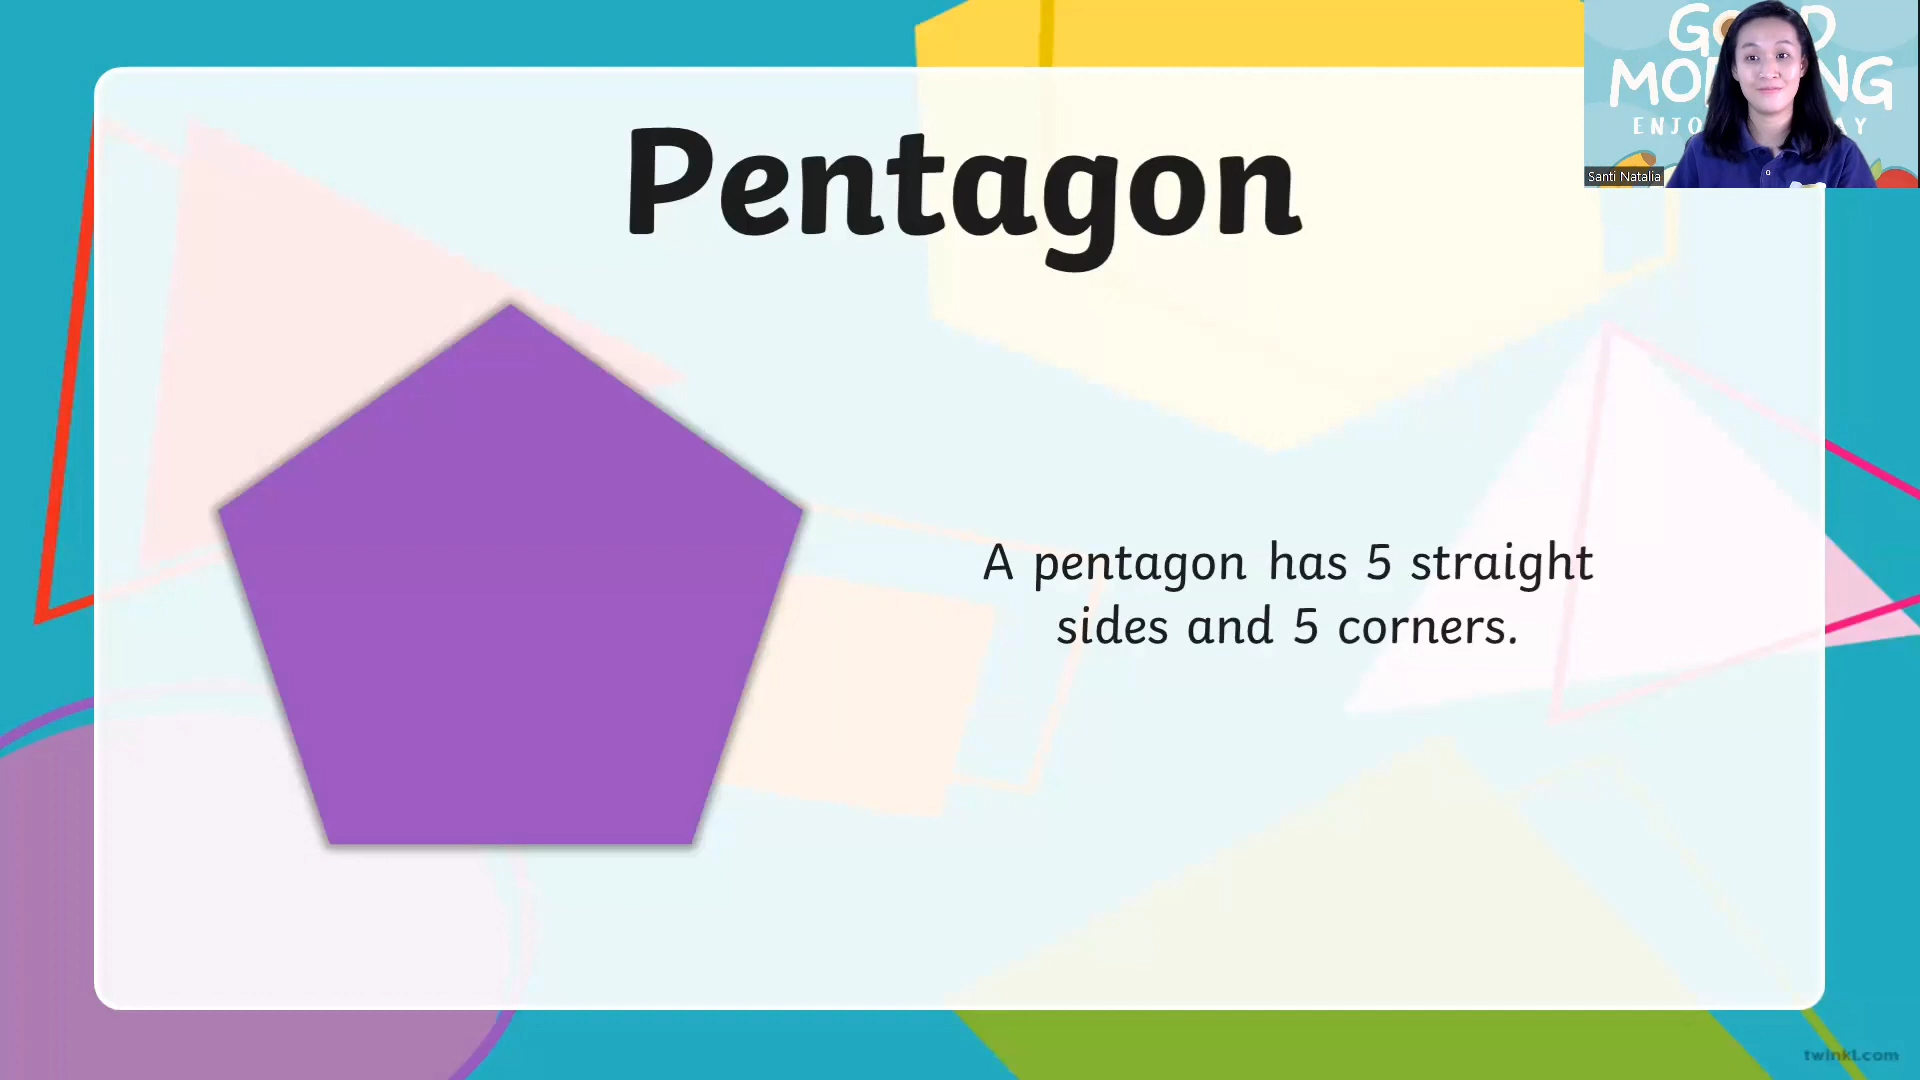 Pentagon
A pentagon has 5 straight
sides and 5 corners.
Santi Natalia
twinkl.com